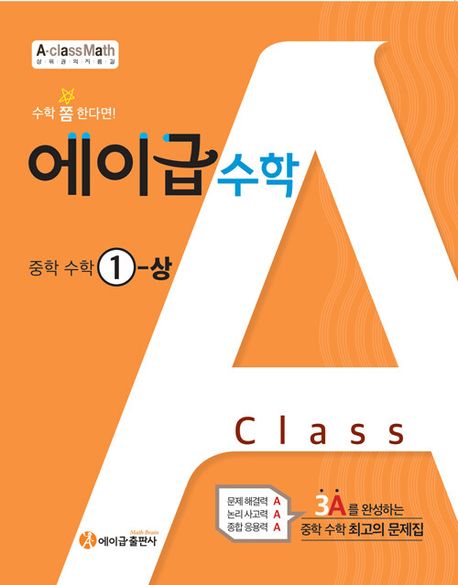 A-class Math
상·위·권·의·지·름·길
수학 쫌 한다면!
에이급 수학
중학 수학 1-상
A
Class
문제 해결력 A
논리 사고력 A
종합 응용력 A
3A를 완성하는
중학 수학 최고의 문제집
Math Brain
에이급출판사